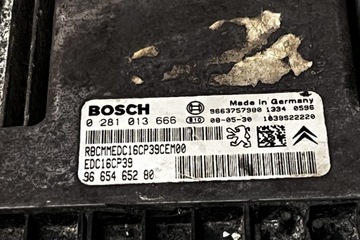 BOSCH
Made in Germany
9663757980 1334 0596
0 281 013 666 E10 08-05-30 1039S22220
RBCMMEDC16CP39CEM00
EDC16CP39
96 654 652 80